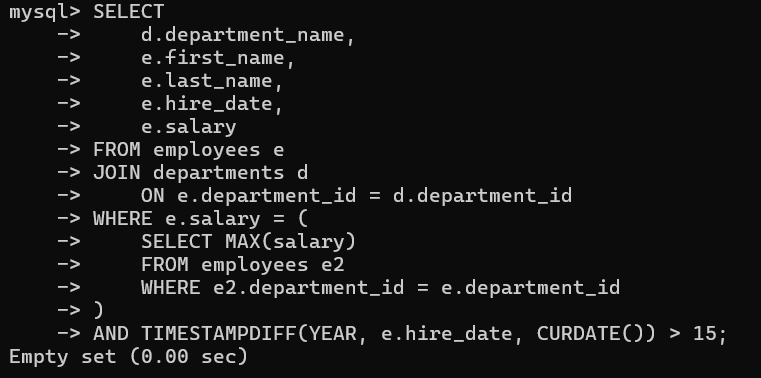 mysql> SELECT
    ->     d.department_name,
    ->     e.first_name,
    ->     e.last_name,
    ->     e.hire_date,
    ->     e.salary
    -> FROM employees e
    -> JOIN departments d
    ->     ON e.department_id = d.department_id
    -> WHERE e.salary = (
    ->     SELECT MAX(salary)
    ->     FROM employees e2
    ->     WHERE e2.department_id = e.department_id
    -> )
    -> AND TIMESTAMPDIFF(YEAR, e.hire_date, CURDATE()) > 15;
Empty set (0.00 sec)